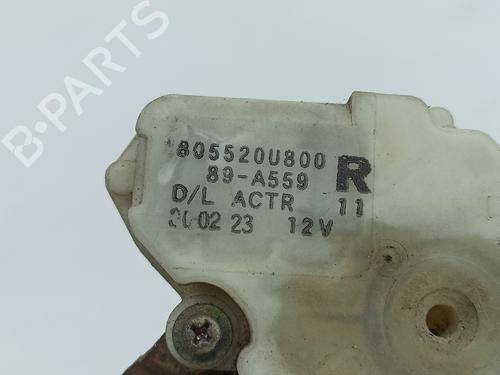 B-PARTS
805520U800
89-A559
R
D/L ACTR
11
02 23 12V